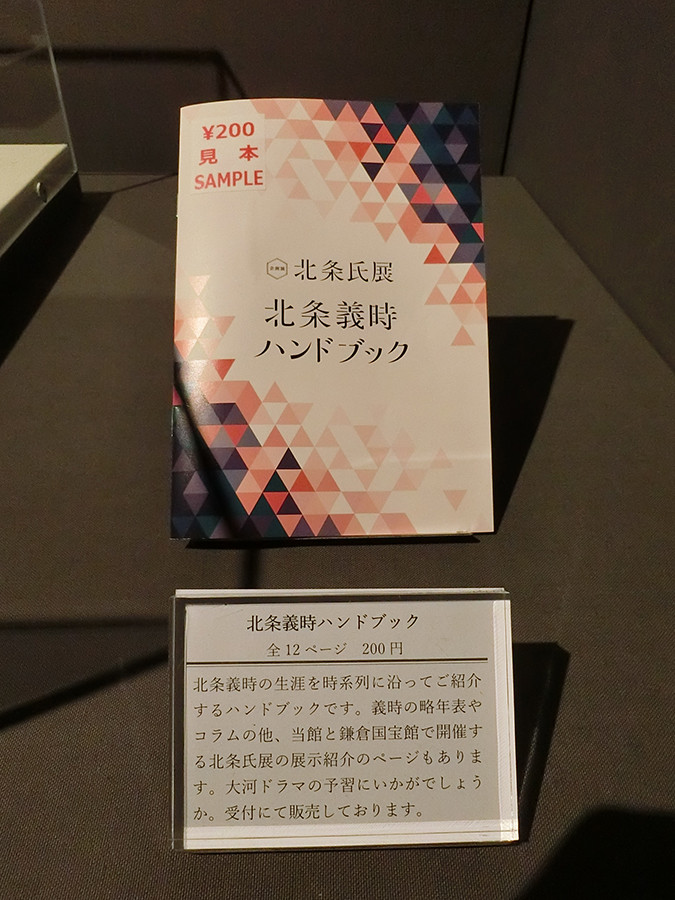 ¥200
見 本
SAMPLE
北条氏展
北条義時
ハンドブック
北条義時ハンドブック
全12ページ 200円
北条義時の生涯を時系列に沿ってご紹介
するハンドブックです。義時の略年表や
コラムの他、当館と鎌倉国宝館で開催す
る北条氏展の展示紹介のページもありま
す。大河ドラマの予習にいかがでしょう
か。受付にて販売しております。